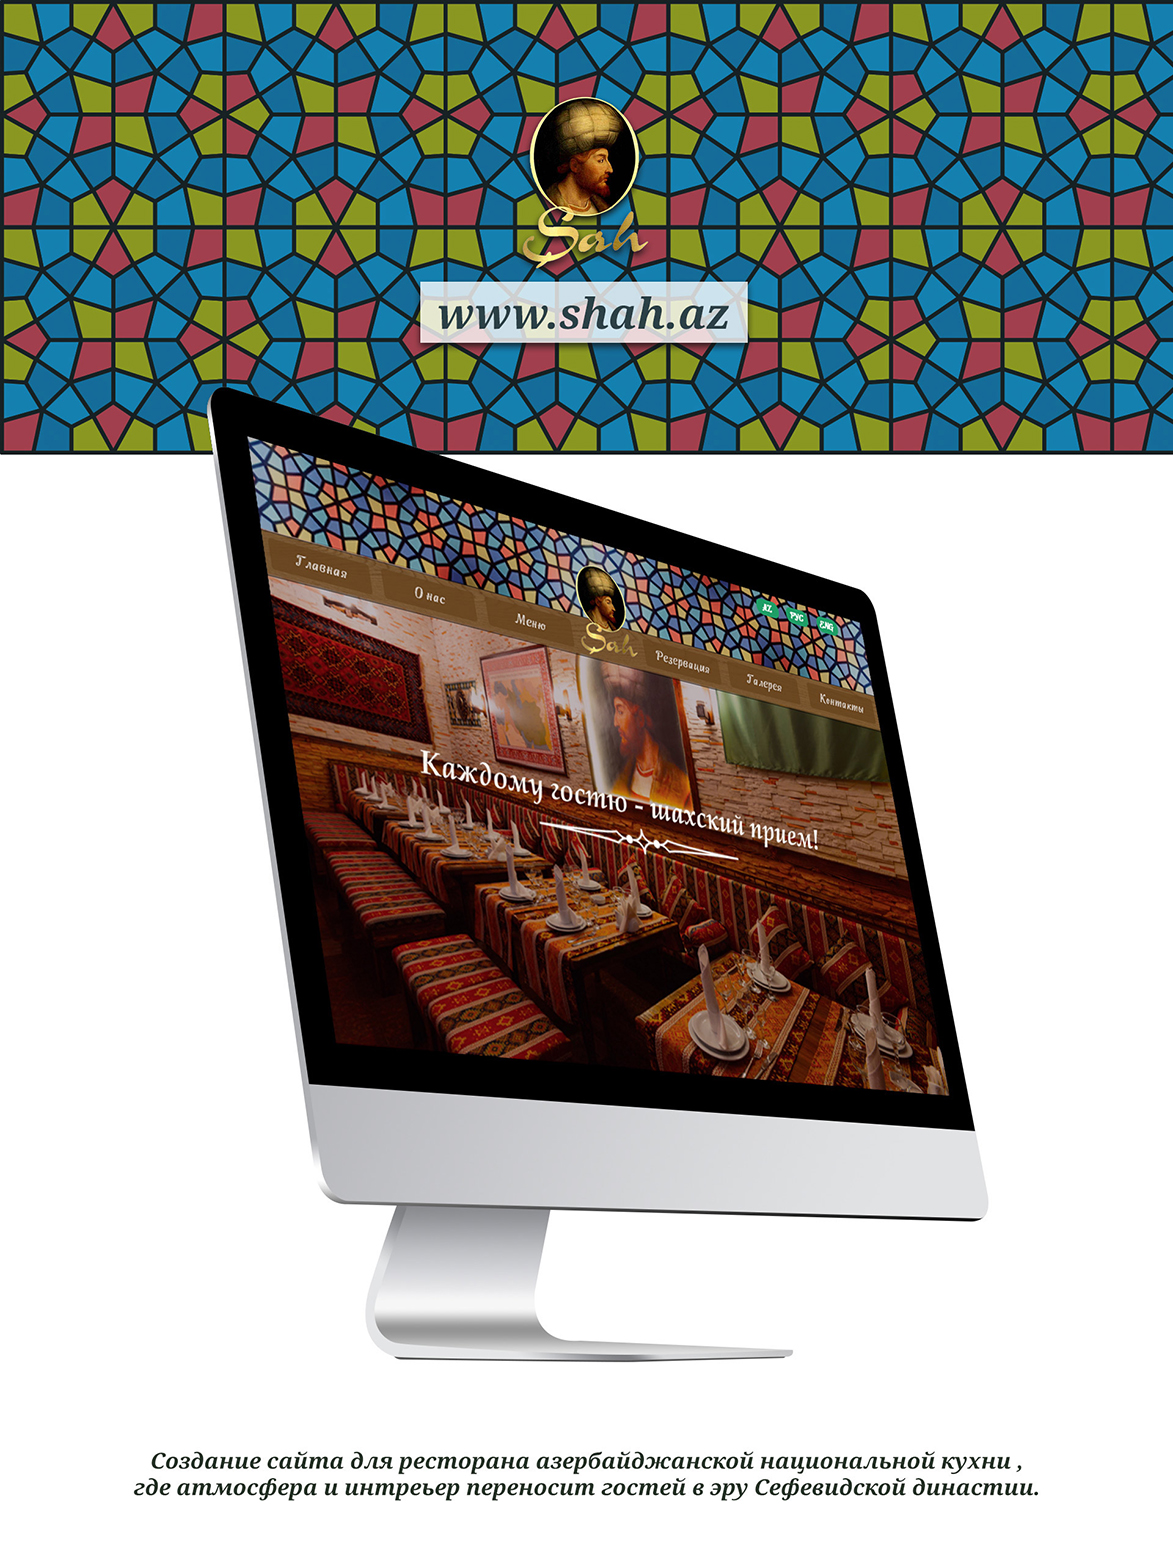 Şah
www.shah.az
AZ РУС ENG
Главная О нас Меню Şah Резервация Галерея Контакты
Каждому гостю - шахский прием!
Создание сайта для ресторана азербайджанской национальной кухни ,
где атмосфера и интреьер переносит гостей в эру Сефевидской династии.